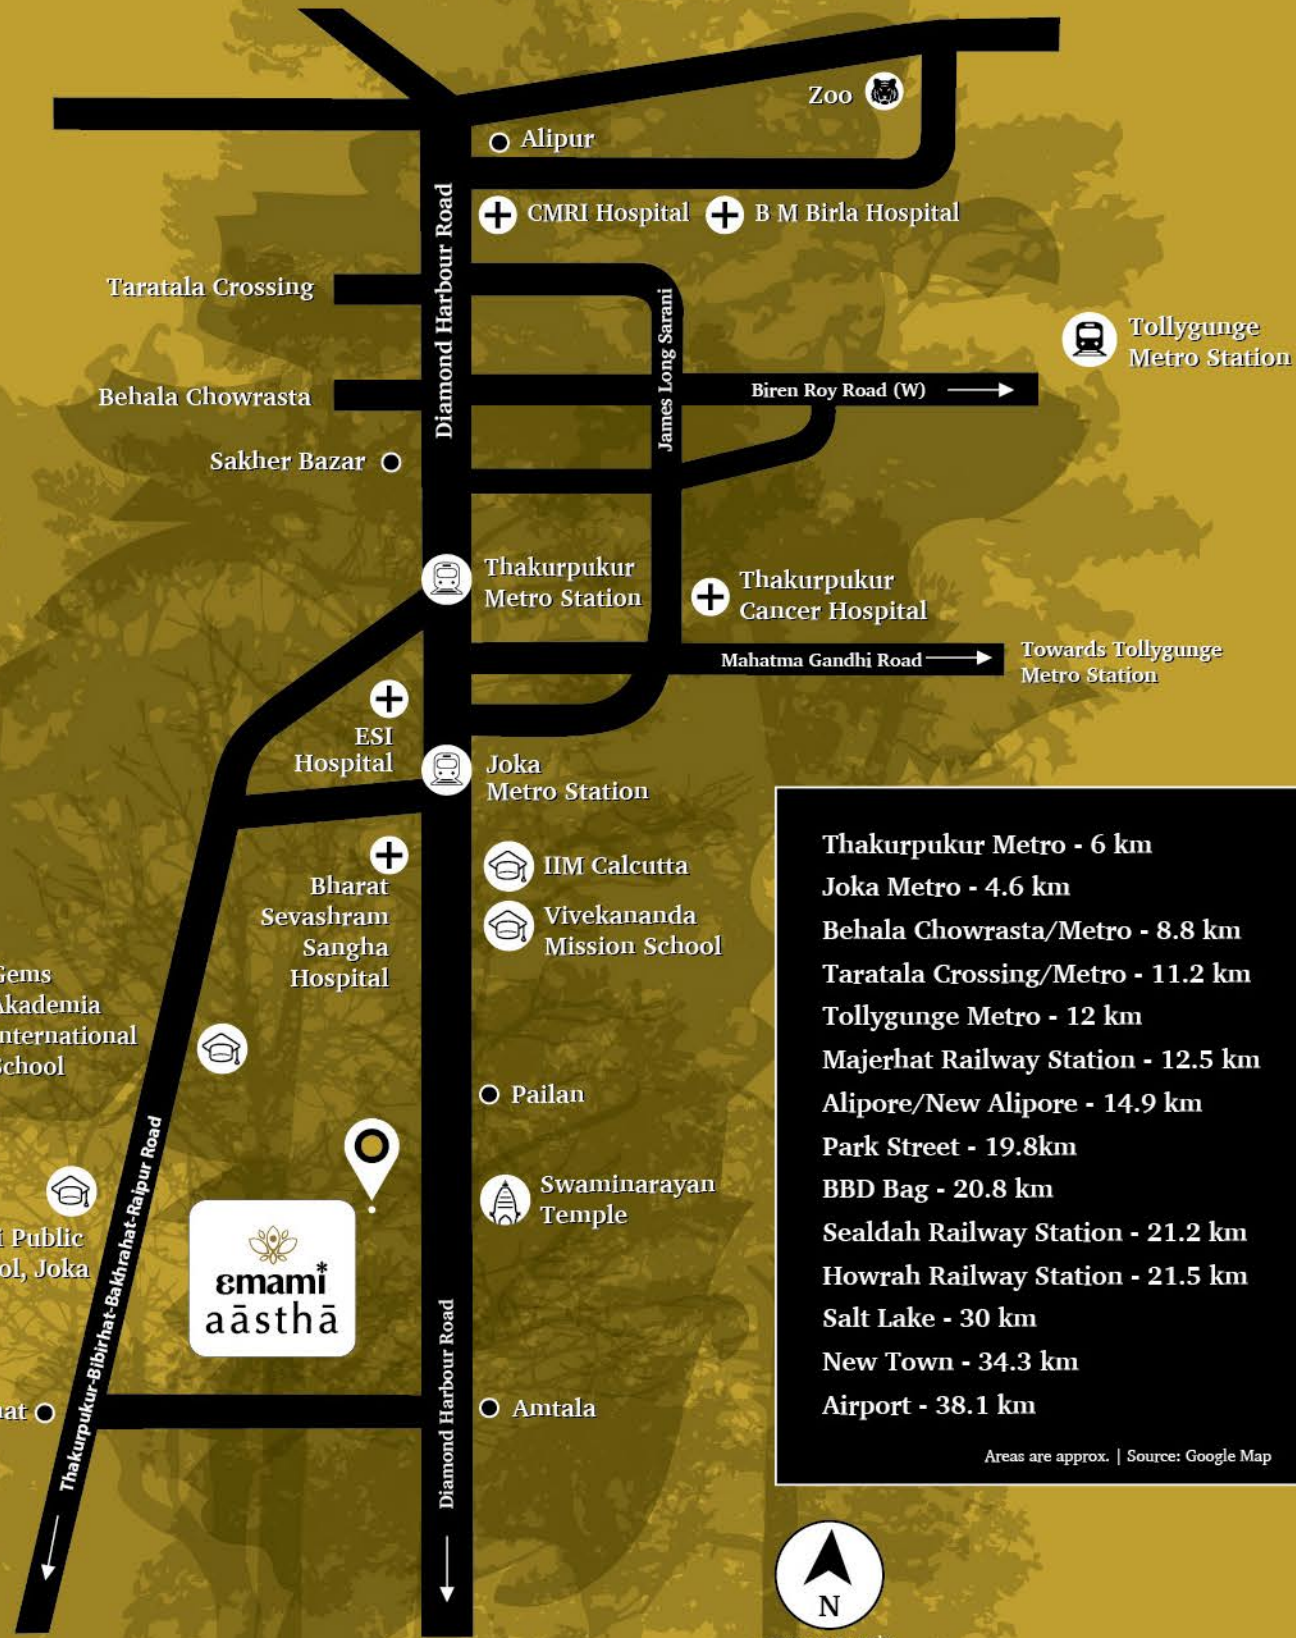 Zoo
Alipur
CMRI Hospital
B M Birla Hospital
Diamond Harbour Road
Taratala Crossing
James Long Sarani
Tollygunge
Metro Station
Behala Chowrasta
Biren Roy Road (W)
Sakher Bazar
Thakurpukur
Metro Station
Thakurpukur
Cancer Hospital
Mahatma Gandhi Road
Towards Tollygunge
Metro Station
ESI
Hospital
Joka
Metro Station
Bharat
Sevashram
Sangha
Hospital
IIM Calcutta
Vivekananda
Mission School
Gems
Akademia
International
School
Pailan
Swaminarayan
Temple
Public
Joka
Thakurpukur-Bibirhat-Bakhrahat-Raipur Road
emami*
aāsthā
Diamond Harbour Road
Amtala
Thakurpukur Metro - 6 km
Joka Metro - 4.6 km
Behala Chowrasta/Metro - 8.8 km
Taratala Crossing/Metro - 11.2 km
Tollygunge Metro - 12 km
Majerhat Railway Station - 12.5 km
Alipore/New Alipore - 14.9 km
Park Street - 19.8km
BBD Bag - 20.8 km
Sealdah Railway Station - 21.2 km
Howrah Railway Station - 21.5 km
Salt Lake - 30 km
New Town - 34.3 km
Airport - 38.1 km
Areas are approx. | Source: Google Map
N